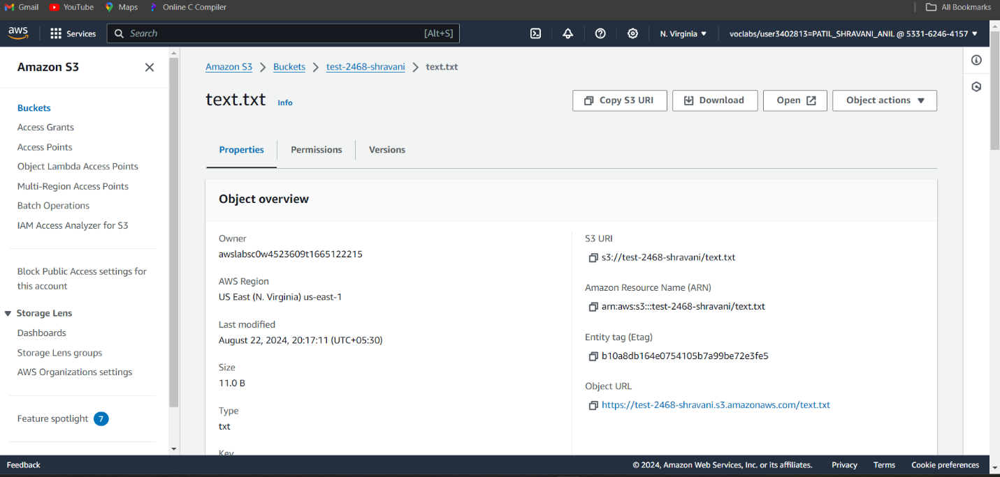 Gmail YouTube Maps Online C Compiler All Bookmarks
aws Services Search [Alt+S] N. Virginia voclabs/user3402813=PATIL_SHRAVANI_ANIL @ 5331-6246-4157
Amazon S3
Buckets
Access Grants
Access Points
Object Lambda Access Points
Multi-Region Access Points
Batch Operations
IAM Access Analyzer for S3
Block Public Access settings for
this account
Storage Lens
Dashboards
Storage Lens groups
AWS Organizations settings
Feature spotlight 7
Amazon S3 > Buckets > test-2468-shravani > text.txt
text.txt Info
Copy S3 URI Download Open Object actions
Properties Permissions Versions
Object overview
Owner
awslabsc0w4523609t1665122215
AWS Region
US East (N. Virginia) us-east-1
Last modified
August 22, 2024, 20:17:11 (UTC+05:30)
Size
11.0 B
Type
txt
Key
S3 URI
s3://test-2468-shravani/text.txt
Amazon Resource Name (ARN)
arn:aws:s3:::test-2468-shravani/text.txt
Entity tag (Etag)
b10a8db164e0754105b7a99be72e3fe5
Object URL
https://test-2468-shravani.s3.amazonaws.com/text.txt
Feedback © 2024, Amazon Web Services, Inc. or its affiliates. Privacy Terms Cookie preferences